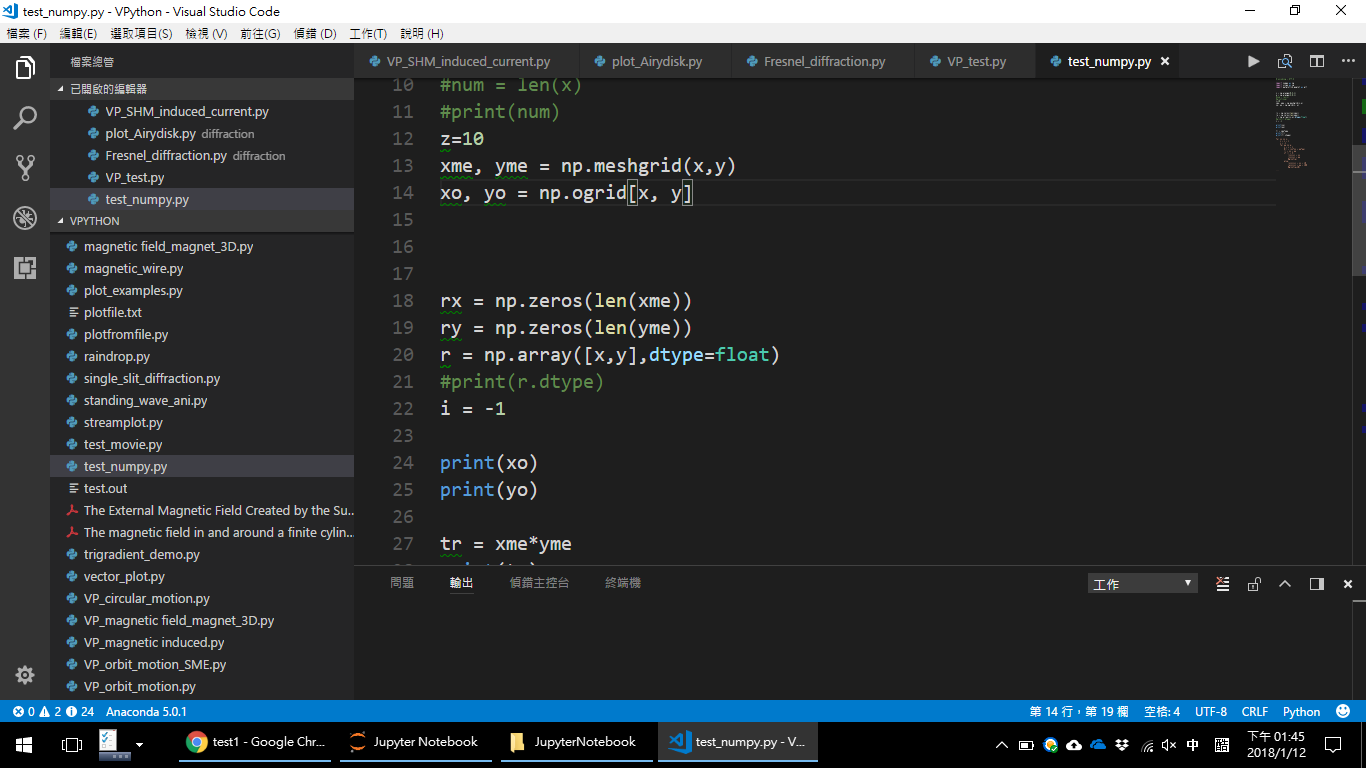 test_numpy.py - VPython - Visual Studio Code
檔案 (F) 編輯(E) 選取項目(S) 檢視 (V) 前往(G) 偵錯 (D) 工作(T) 說明 (H)
檔案總管
VP_SHM_induced_current.py plot_Airydisk.py Fresnel_diffraction.py VP_test.py test_numpy.py
已開啟的編輯器
VP_SHM_induced_current.py
plot_Airydisk.py diffraction
Fresnel_diffraction.py diffraction
VP_test.py
test_numpy.py
VPYTHON
magnetic field_magnet_3D.py
magnetic_wire.py
plot_examples.py
plotfile.txt
plotfromfile.py
raindrop.py
single_slit_diffraction.py
standing_wave_ani.py
streamplot.py
test_movie.py
test_numpy.py
test.out
The External Magnetic Field Created by the Su...
The magnetic field in and around a finite cylin...
trigradient_demo.py
vector_plot.py
VP_circular_motion.py
VP_magnetic field_magnet_3D.py
VP_magnetic induced.py
VP_orbit_motion_SME.py
VP_orbit_motion.py
10 #num = len(x)
11 #print(num)
12 z=10
13 xme, yme = np.meshgrid(x,y)
14 xo, yo = np.ogrid[x, y]
15
16
17
18 rx = np.zeros(len(xme))
19 ry = np.zeros(len(yme))
20 r = np.array([x,y],dtype=float)
21 #print(r.dtype)
22 i = -1
23
24 print(xo)
25 print(yo)
26
27 tr = xme*yme
問題 輸出 偵錯主控台 終端機 工作
0 2 24 Anaconda 5.0.1 第 14 行，第 19 欄 空格: 4 UTF-8 CRLF Python
test1 - Google Chr... Jupyter Notebook JupyterNotebook test_numpy.py - V... 中
下午 01:45
2018/1/12